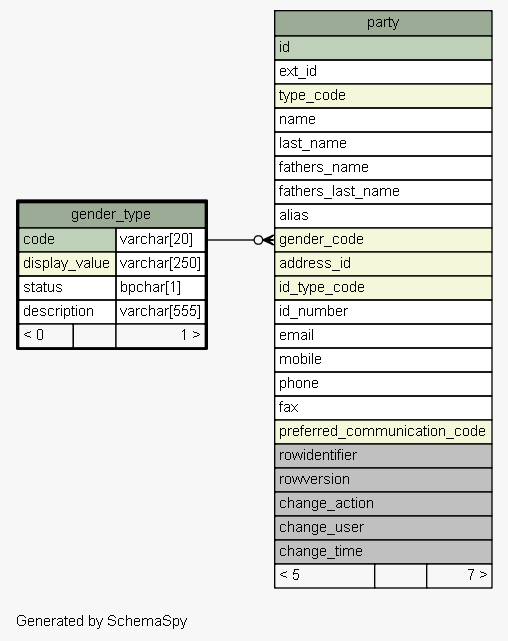 party
id
ext_id
type_code
name
last_name
fathers_name
fathers_last_name
alias
gender_code
address_id
id_type_code
id_number
email
mobile
phone
fax
preferred_communication_code
rowidentifier
rowversion
change_action
change_user
change_time
< 5 7 >
gender_type
code varchar[20]
display_value varchar[250]
status bpchar[1]
description varchar[555]
< 0 1 >
Generated by SchemaSpy